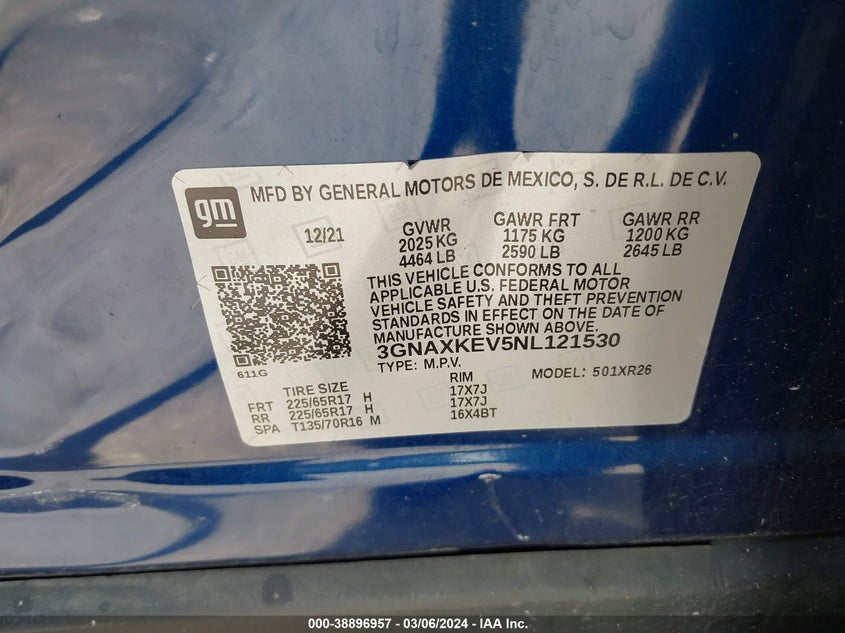 gm
MFD BY GENERAL MOTORS DE MEXICO, S. DE R.L. DE C.V.
12/21
GVWR
2025 KG
4464 LB
GAWR FRT
1175 KG
2590 LB
GAWR RR
1200 KG
2645 LB
THIS VEHICLE CONFORMS TO ALL
APPLICABLE U.S. FEDERAL MOTOR
VEHICLE SAFETY AND THEFT PREVENTION
STANDARDS IN EFFECT ON THE DATE OF
MANUFACTURE SHOWN ABOVE.
3GNAXKEV5NL121530
TYPE: M.P.V.
MODEL: 501XR26
611G
TIRE SIZE RIM
FRT 225/65R17 H 17X7J
RR 225/65R17 H 17X7J
SPA T135/70R16 M 16X4BT
000-38896957 - 03/06/2024 - IAA Inc.